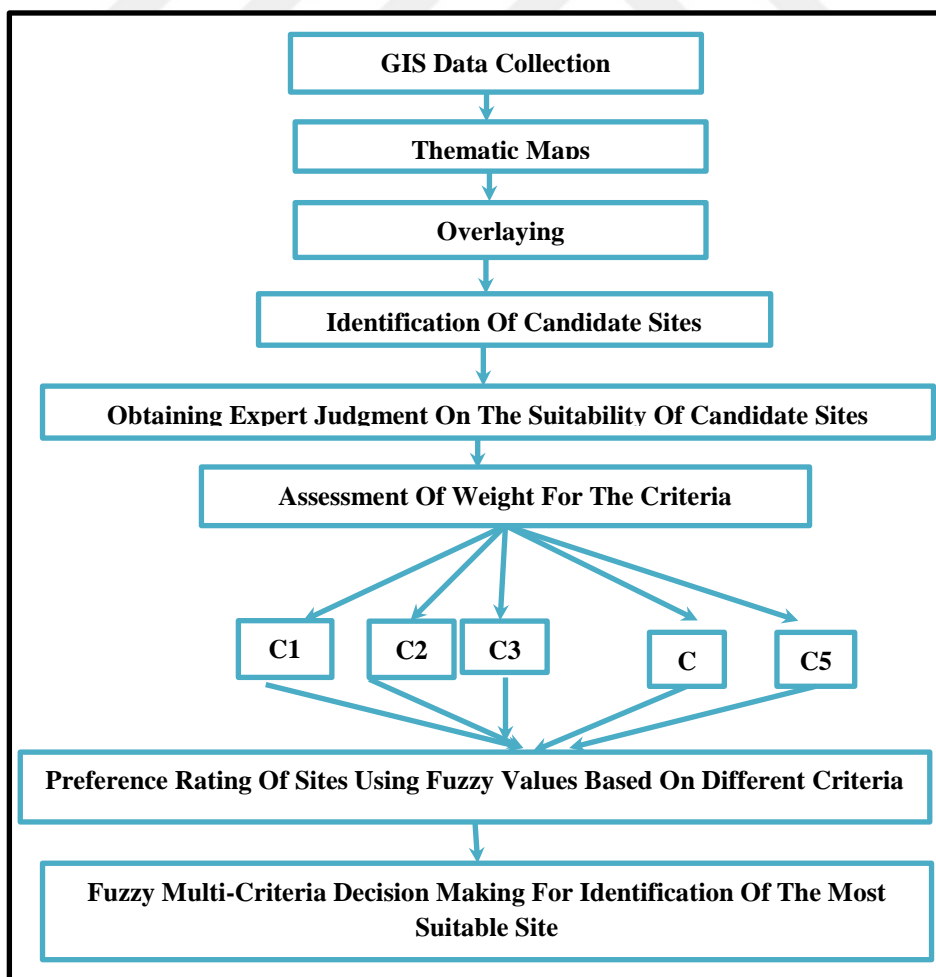 GIS Data Collection
Thematic Maps
Overlaying
Identification Of Candidate Sites
Obtaining Expert Judgment On The Suitability Of Candidate Sites
Assessment Of Weight For The Criteria
C1
C2
C3
C
C5
Preference Rating Of Sites Using Fuzzy Values Based On Different Criteria
Fuzzy Multi-Criteria Decision Making For Identification Of The Most
Suitable Site